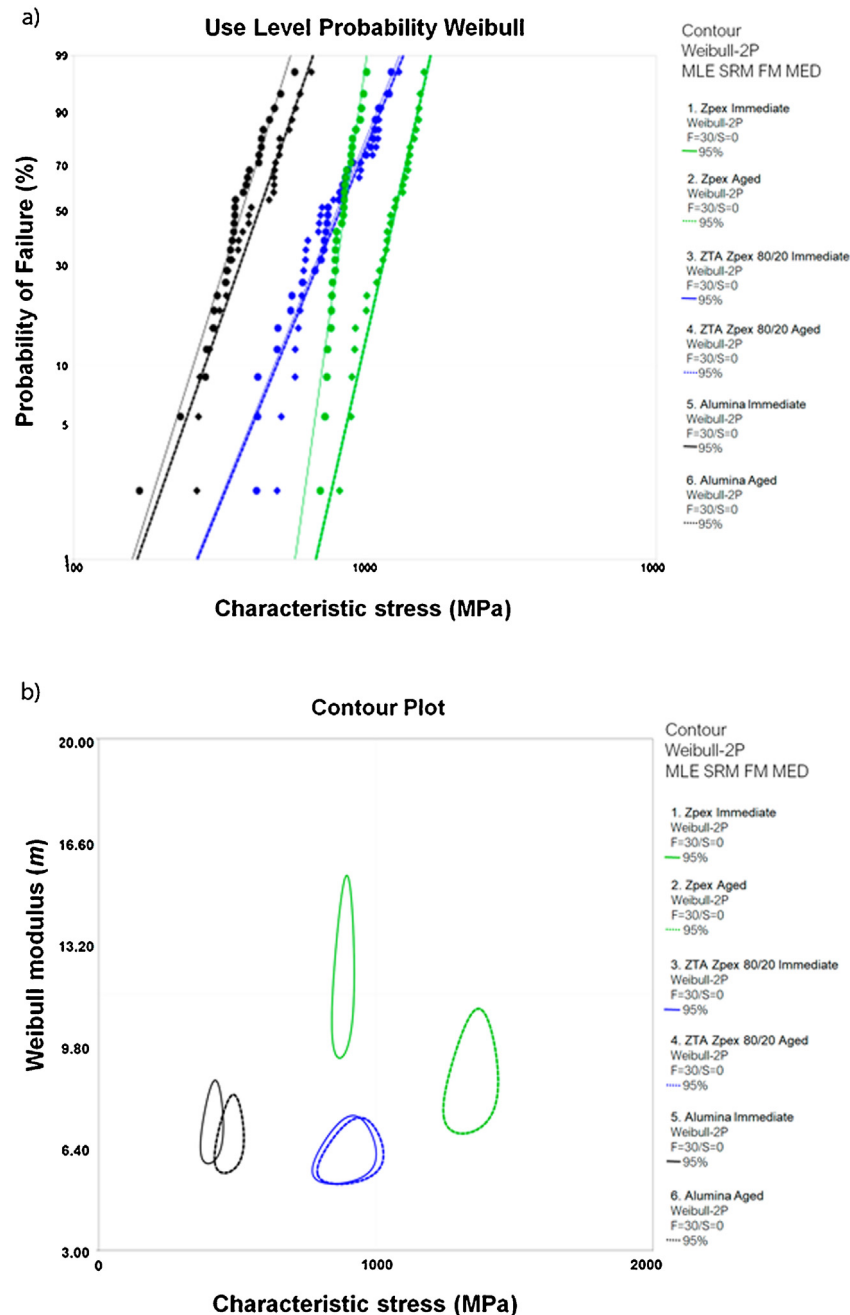 a)
Use Level Probability Weibull
Probability of Failure (%)
99
90
70
50
30
10
5
1
100
1000
1000
Characteristic stress (MPa)
Contour
Weibull-2P
MLE SRM FM MED
1. Zpex Immediate
Weibull-2P
F=30/S=0
95%
2. Zpex Aged
Weibull-2P
F=30/S=0
95%
3. ZTA Zpex 80/20 Immediate
Weibull-2P
F=30/S=0
95%
4. ZTA Zpex 80/20 Aged
Weibull-2P
F=30/S=0
95%
5. Alumina Immediate
Weibull-2P
F=30/S=0
95%
6. Alumina Aged
Weibull-2P
F=30/S=0
95%
b)
Contour Plot
Weibull modulus (m)
20.00
16.60
13.20
9.80
6.40
3.00
0
1000
2000
Characteristic stress (MPa)
Contour
Weibull-2P
MLE SRM FM MED
1. Zpex Immediate
Weibull-2P
F=30/S=0
95%
2. Zpex Aged
Weibull-2P
F=30/S=0
95%
3. ZTA Zpex 80/20 Immediate
Weibull-2P
F=30/S=0
95%
4. ZTA Zpex 80/20 Aged
Weibull-2P
F=30/S=0
95%
5. Alumina Immediate
Weibull-2P
F=30/S=0
95%
6. Alumina Aged
Weibull-2P
F=30/S=0
95%